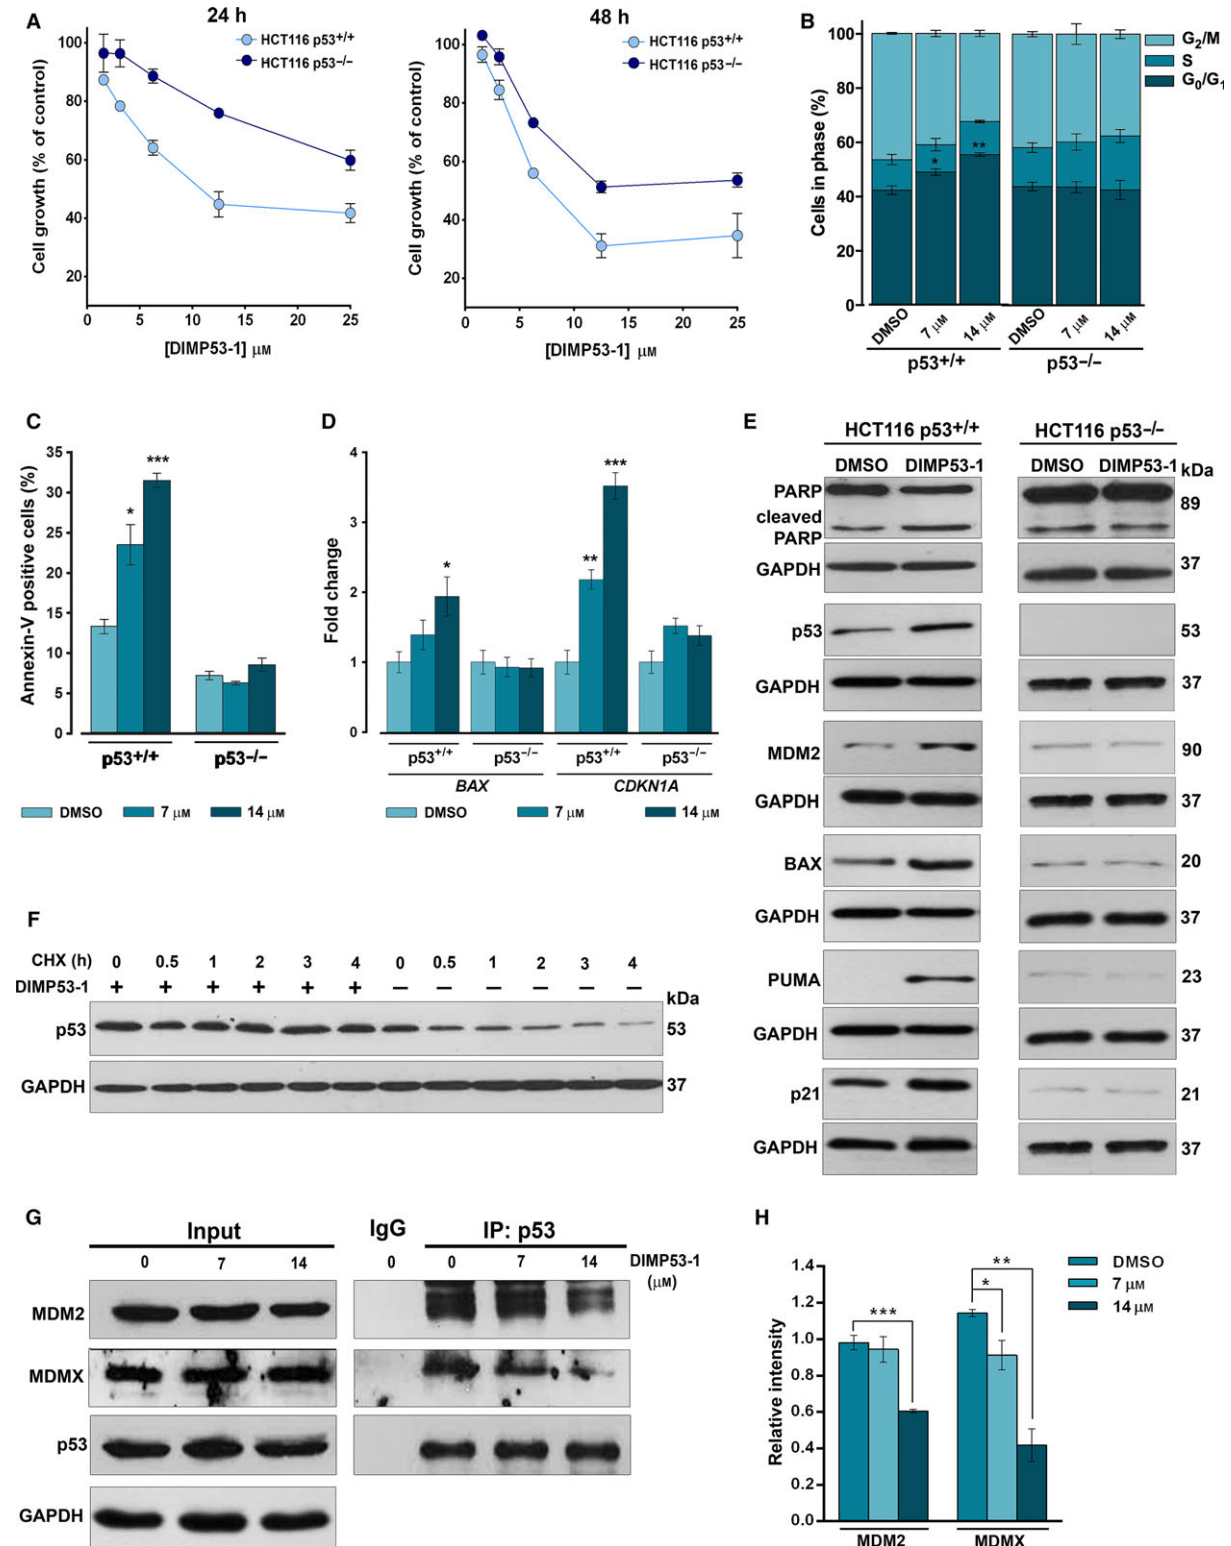 A
24 h
HCT116 p53+/+
HCT116 p53−/−
100
80
60
40
20
Cell growth (% of control)
0 5 10 15 20 25
[DIMP53-1] µM
48 h
HCT116 p53+/+
HCT116 p53−/−
100
80
60
40
20
Cell growth (% of control)
0 5 10 15 20 25
[DIMP53-1] µM
B
G2/M
S
G0/G1
100
80
60
40
20
0
Cells in phase (%)
* **
DMSO 7 µM 14 µM DMSO 7 µM 14 µM
p53+/+ p53−/−
C
35
30
25
20
15
10
5
0
Annexin-V positive cells (%)
* ***
p53+/+ p53−/−
DMSO 7 µM 14 µM
D
4
3
2
1
0
Fold change
* ** ***
p53+/+ p53−/− p53+/+ p53−/−
BAX CDKN1A
DMSO 7 µM 14 µM
E
HCT116 p53+/+ HCT116 p53−/−
DMSO DIMP53-1 DMSO DIMP53-1 kDa
PARP 89
cleaved
PARP
GAPDH 37
p53 53
GAPDH 37
MDM2 90
GAPDH 37
BAX 20
GAPDH 37
PUMA 23
GAPDH 37
p21 21
GAPDH 37
F
CHX (h) 0 0.5 1 2 3 4 0 0.5 1 2 3 4
DIMP53-1 + + + + + + − − − − − −
kDa
p53 53
GAPDH 37
G
Input IgG IP: p53
0 7 14 0 0 7 14 DIMP53-1
(µM)
MDM2
MDMX
p53
GAPDH
H
DMSO
7 µM
14 µM
1.4
1.2
1.0
0.8
0.6
0.4
0.2
0.0
Relative intensity
*** * **
MDM2 MDMX